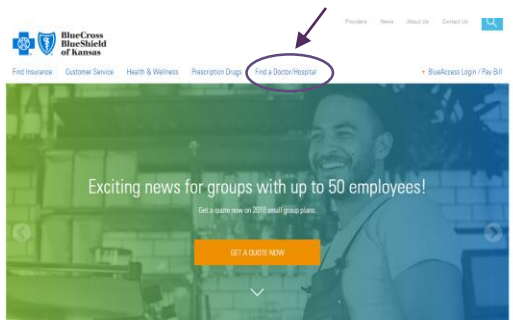 Providers News About Us Contact Us
BlueCross
BlueShield
of Kansas
Find Insurance Customer Service Health & Wellness Prescription Drugs Find a Doctor/Hospital + BlueAccess Login / Pay Bill
Exciting news for groups with up to 50 employees!
Get a quote now on 2018 small group plans.
GET A QUOTE NOW